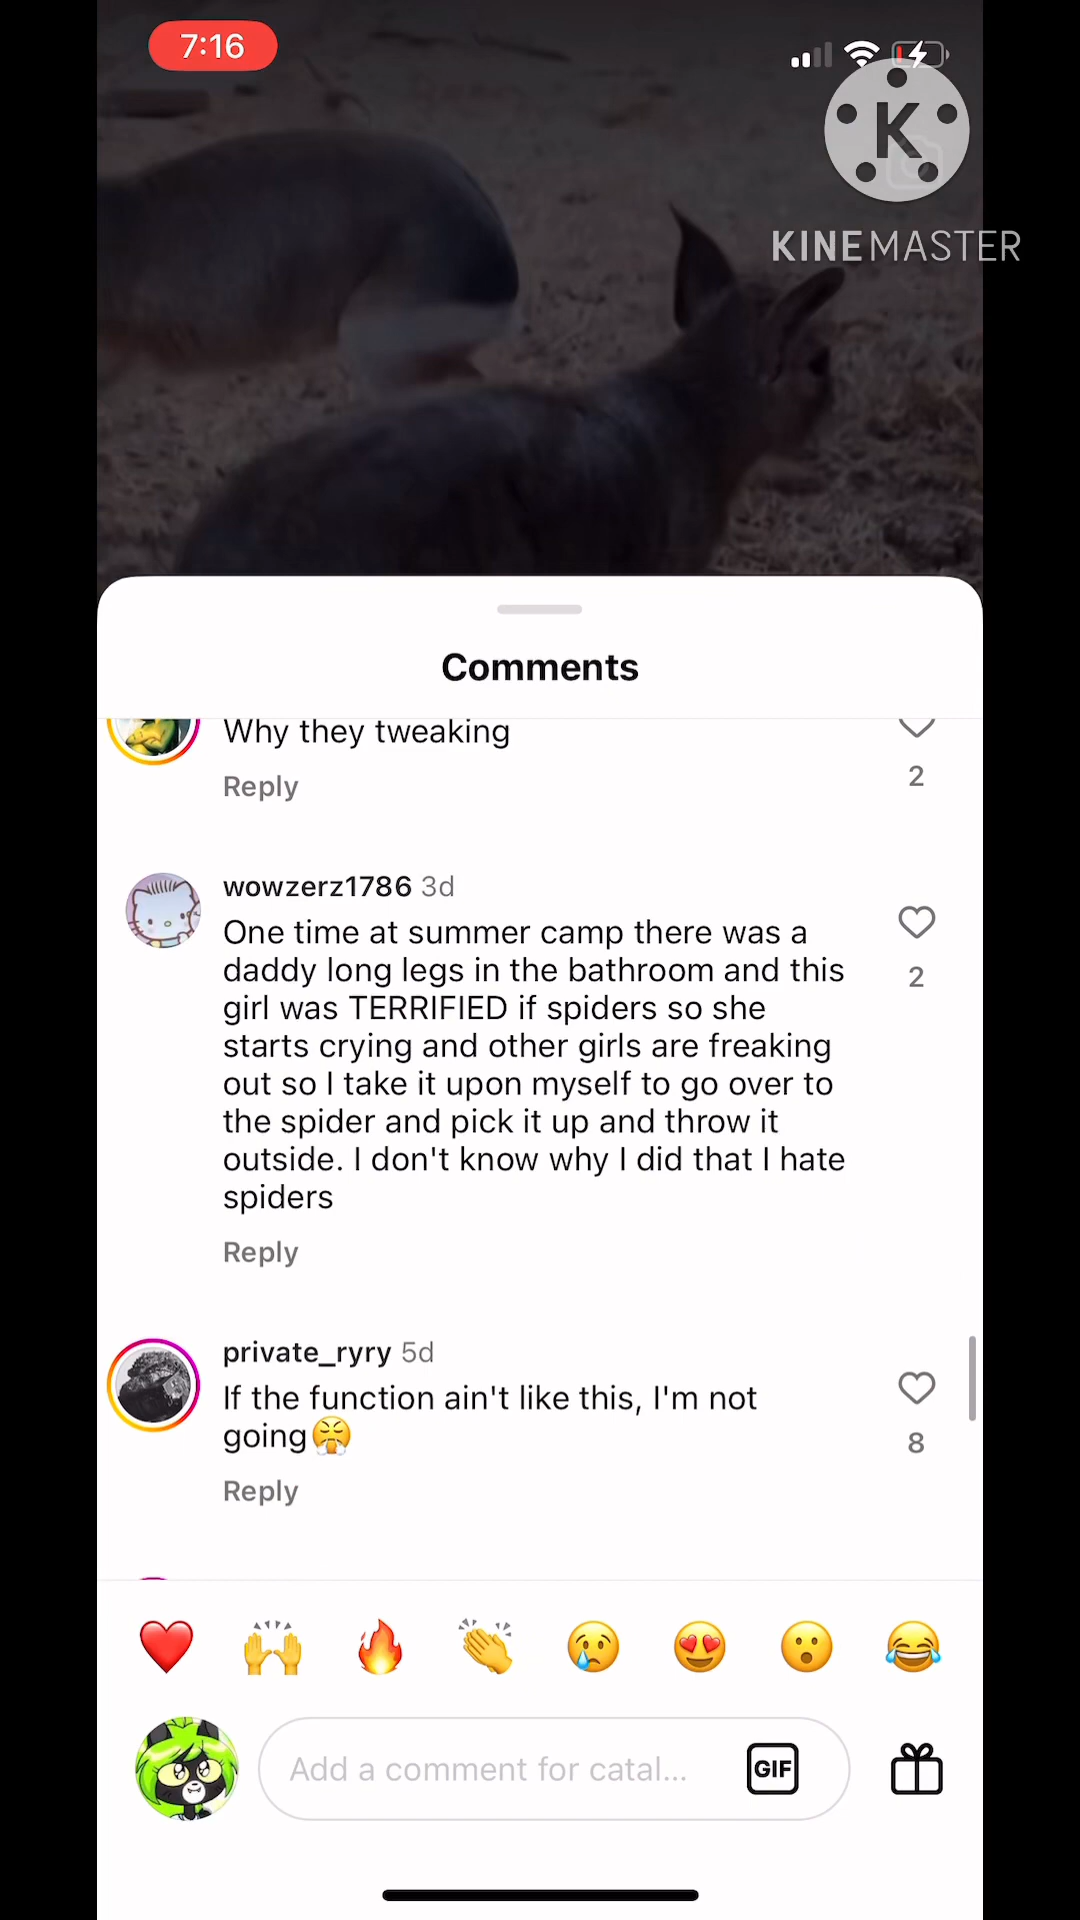 7:16
K
KINEMASTER
Comments
Why they tweaking
2
Reply
wowzerz1786 3d
One time at summer camp there was a
daddy long legs in the bathroom and this
2
girl was TERRIFIED if spiders so she
starts crying and other girls are freaking
out so I take it upon myself to go over to
the spider and pick it up and throw it
outside. I don't know why I did that I hate
spiders
Reply
private_ryry 5d
If the function ain't like this, I'm not
going😤
8
Reply
Add a comment for catal...
GIF